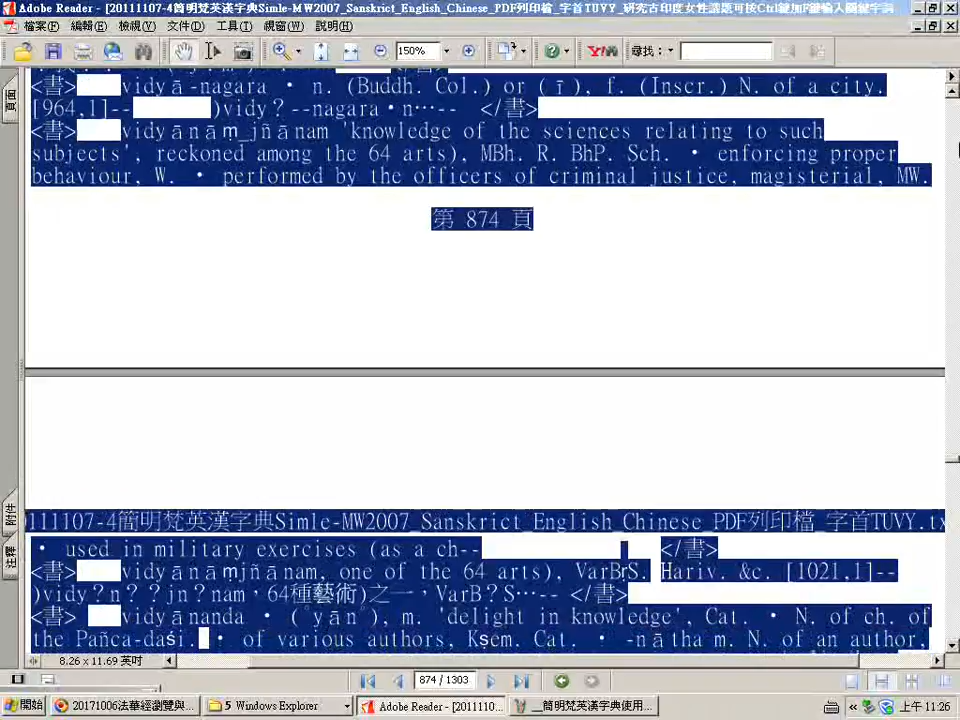 Adobe Reader - [20111107-4簡明梵英漢字典Simle-MW2007_Sanskrict_English_Chinese_PDF列印檔_字首TUVY_研究古印度女性議題可按Ctrl鍵加F鍵輸入關鍵字詞
檔案(F) 編輯(E) 檢視(V) 文件(D) 工具(T) 視窗(W) 說明(H)
150% Y! 尋找:
頁面
<書> vidyā-nagara ‧ n. (Buddh. Col.) or (ī), f. (Inscr.) N. of a city.
[964,1]-- )vidy？--nagara‧n…-- </書>
<書> vidyānāṃ_jñānam 'knowledge of the sciences relating to such
subjects', reckoned among the 64 arts), MBh. R. BhP. Sch. ‧ enforcing proper
behaviour, W. ‧ performed by the officers of criminal justice, magisterial, MW.
第 874 頁
附件
注釋
111107-4簡明梵英漢字典Simle-MW2007_Sanskrict_English_Chinese_PDF列印檔_字首TUVY.tx
‧ used in military exercises (as a ch-- </書>
<書> vidyānāṃjñānam, one of the 64 arts), VarBṛS. Hariv. &c. [1021,1]--
)vidy？n？？jn？nam，64種藝術)之一，VarB？S…-- </書>
<書> vidyānanda ‧ (°yān°), m. 'delight in knowledge', Cat. ‧ N. of ch. of
the Pañca-daśi. ‧ of various authors, Kṣem. Cat. ‧ -nātha m. N. of an author,
8.26 x 11.69 英吋
874 / 1303
開始 20171006法華經瀏覽與... 5 Windows Explorer Adobe Reader - [2011110... __簡明梵英漢字典使用... 上午 11:26